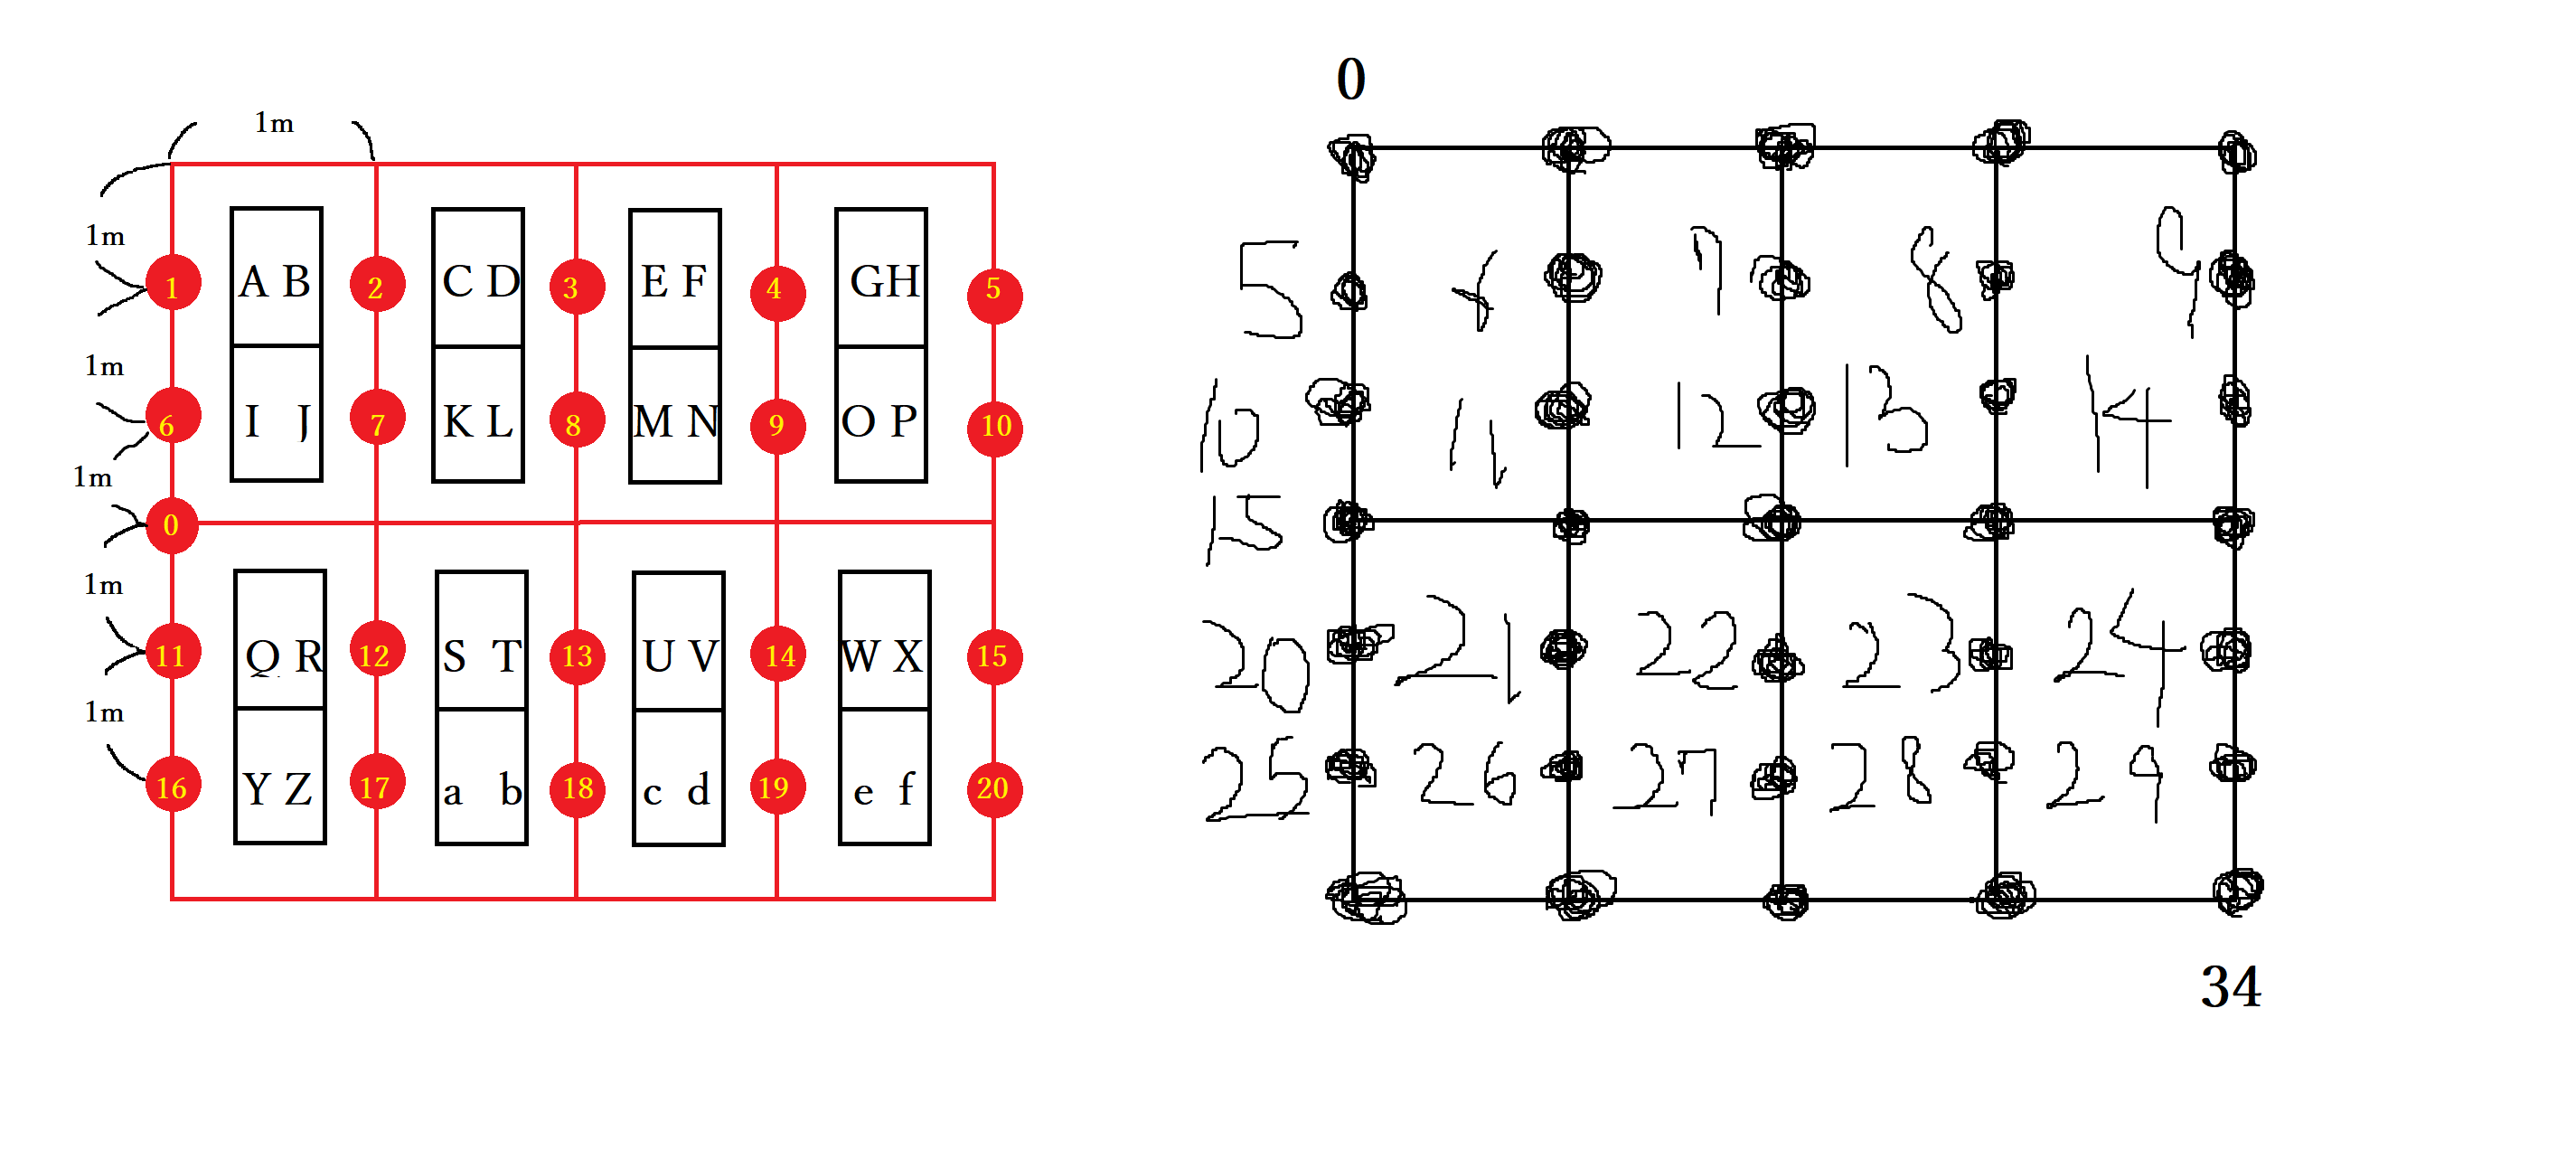 0
1m
1m
A B C D E F GH
1 2 3 4 5
5 6 7 8 9
1m
I J K L M N O P
6 7 8 9 10
10 11 12 13 14
1m
0
15
1m
Q R S T U V W X
11 12 13 14 15
20 21 22 23 24
1m
Y Z a b c d e f
16 17 18 19 20
25 26 27 28 29
34